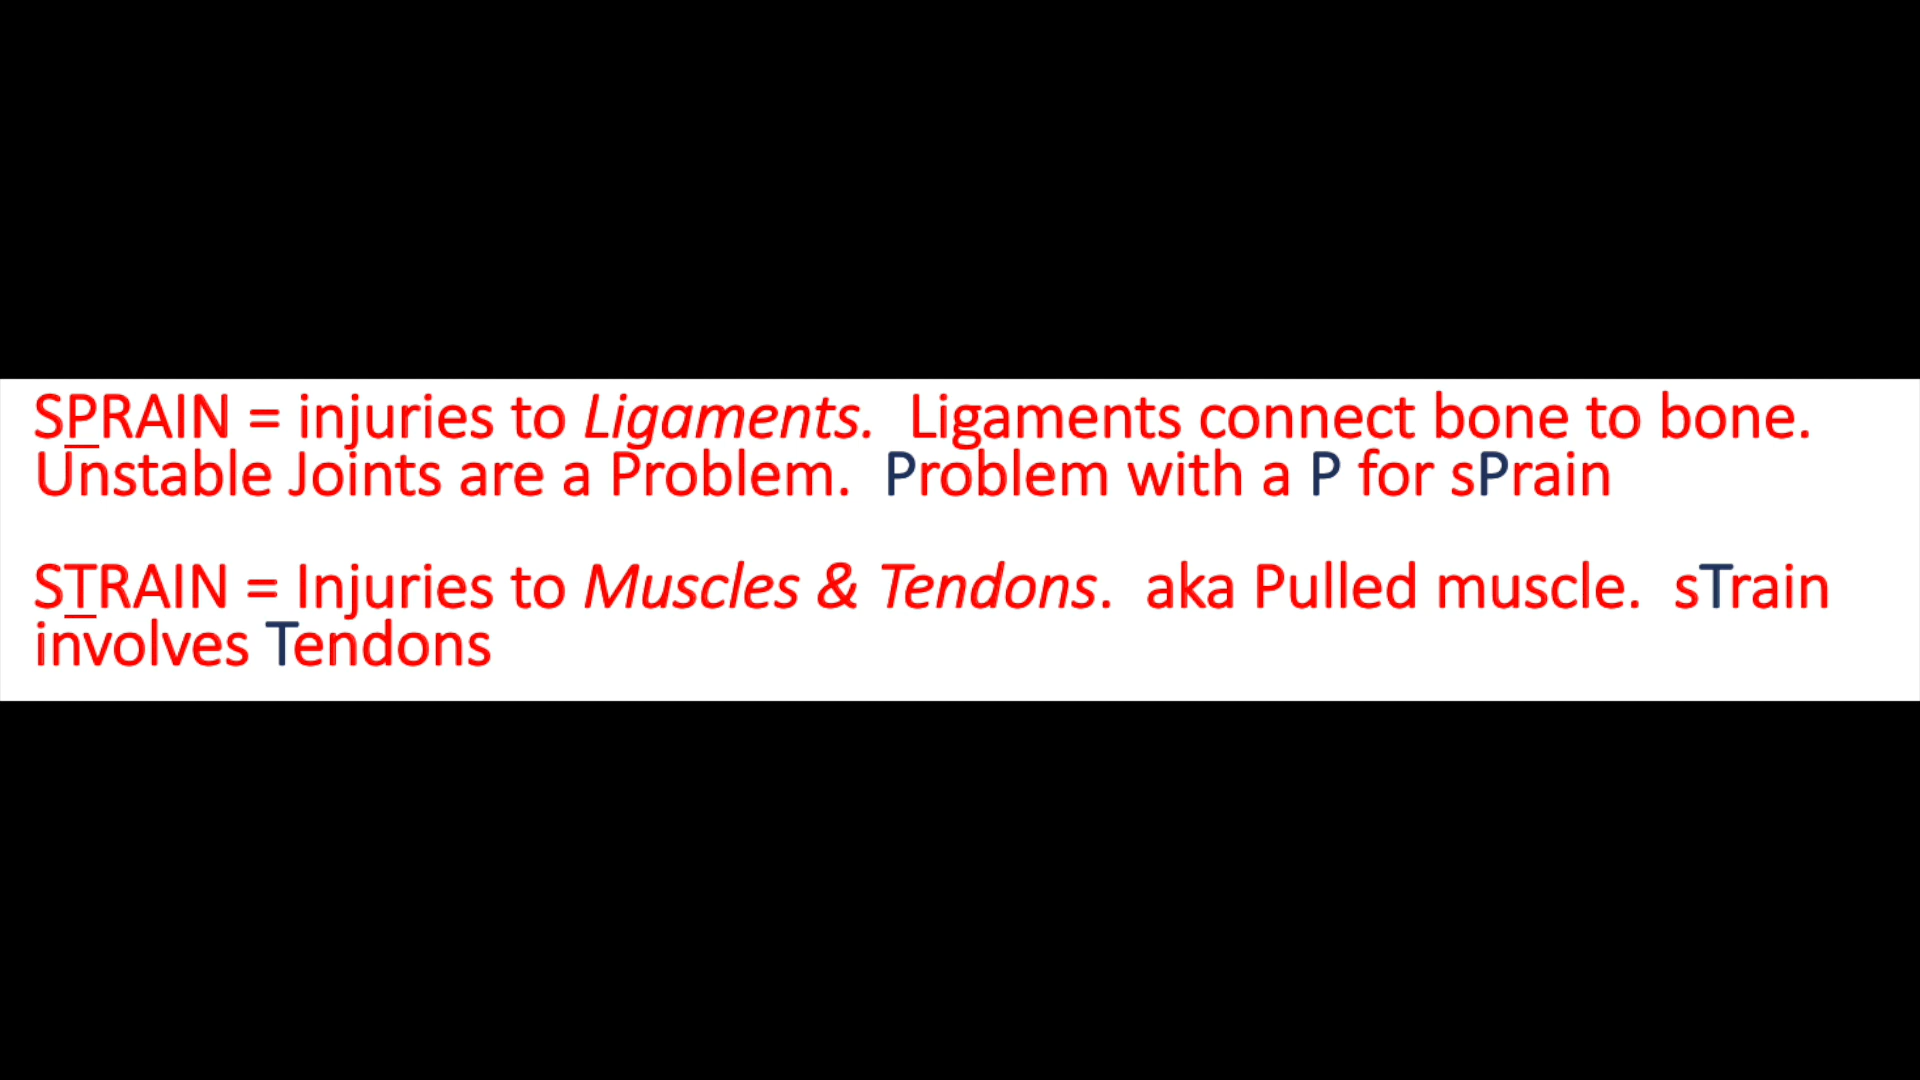 SPRAIN = injuries to Ligaments.  Ligaments connect bone to bone.
Unstable Joints are a Problem.  Problem with a P for sPrain
STRAIN = Injuries to Muscles & Tendons.  aka Pulled muscle.  sTrain
involves Tendons